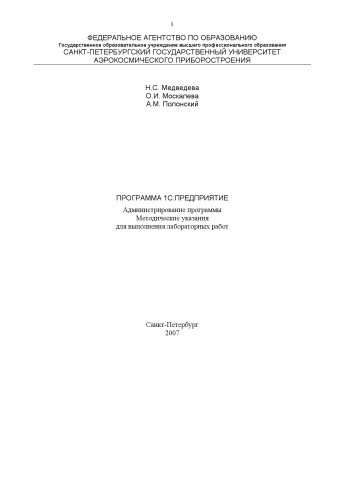 1
ФЕДЕРАЛЬНОЕ АГЕНТСТВО ПО ОБРАЗОВАНИЮ
Государственное образовательное учреждение высшего профессионального образования
САНКТ-ПЕТЕРБУРГСКИЙ ГОСУДАРСТВЕННЫЙ УНИВЕРСИТЕТ
АЭРОКОСМИЧЕСКОГО ПРИБОРОСТРОЕНИЯ
Н.С. Медведева
О.И. Москалева
А.М. Полонский
ПРОГРАММА 1С:ПРЕДПРИЯТИЕ
Администрирование программы
Методические указания
для выполнения лабораторных работ
Санкт-Петербург
2007